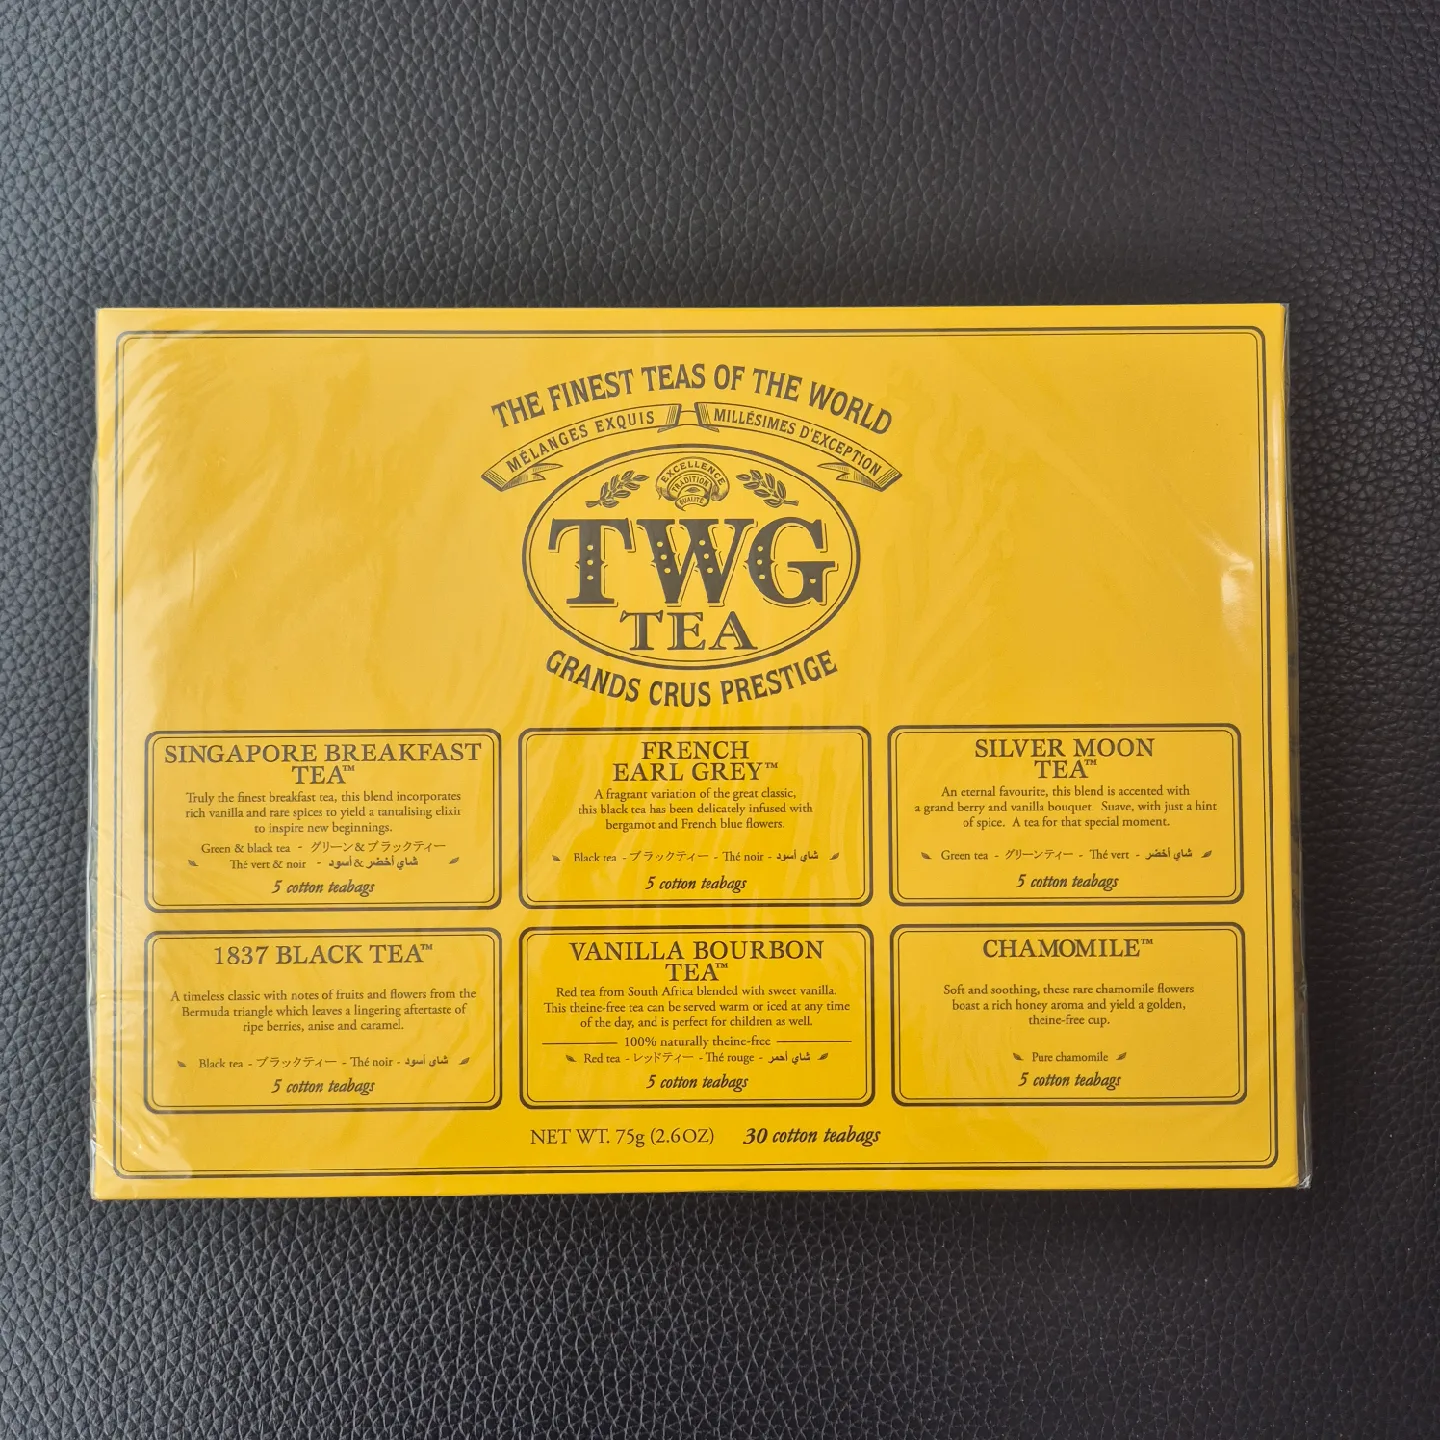 THE FINEST TEAS OF THE WORLD
MÉLANGES EXQUIS MILLÉSIMES D'EXCEPTION
EXCELLENCE
TRADITION
QUALITÉ
TWG
TEA
GRANDS CRUS PRESTIGE
SINGAPORE BREAKFAST
TEA™
Truly the finest breakfast tea, this blend incorporates
rich vanilla and rare spices to yield a tantalising elixir
to inspire new beginnings.
Green & black tea - グリーン&ブラックティー
Thé vert & noir - شاي أخضر & أسود
5 cotton teabags
FRENCH
EARL GREY™
A fragrant variation of the great classic,
this black tea has been delicately infused with
bergamot and French blue flowers.
Black tea - ブラックティー - Thé noir - شاي أسود
5 cotton teabags
SILVER MOON
TEA™
An eternal favourite, this blend is accented with
a grand berry and vanilla bouquet. Suave, with just a hint
of spice. A tea for that special moment.
Green tea - グリーンティー - Thé vert - شاي أخضر
5 cotton teabags
1837 BLACK TEA™
A timeless classic with notes of fruits and flowers from the
Bermuda triangle which leaves a lingering aftertaste of
ripe berries, anise and caramel.
Black tea - ブラックティー - Thé noir - شاي أسود
5 cotton teabags
VANILLA BOURBON
TEA™
Red tea from South Africa blended with sweet vanilla.
This theine-free tea can be served warm or iced at any time
of the day, and is perfect for children as well.
100% naturally theine-free
Red tea - レッドティー - Thé rouge - شاي أحمر
5 cotton teabags
CHAMOMILE™
Soft and soothing, these rare chamomile flowers
boast a rich honey aroma and yield a golden,
theine-free cup.
Pure chamomile
5 cotton teabags
NET WT. 75g (2.6OZ) 30 cotton teabags